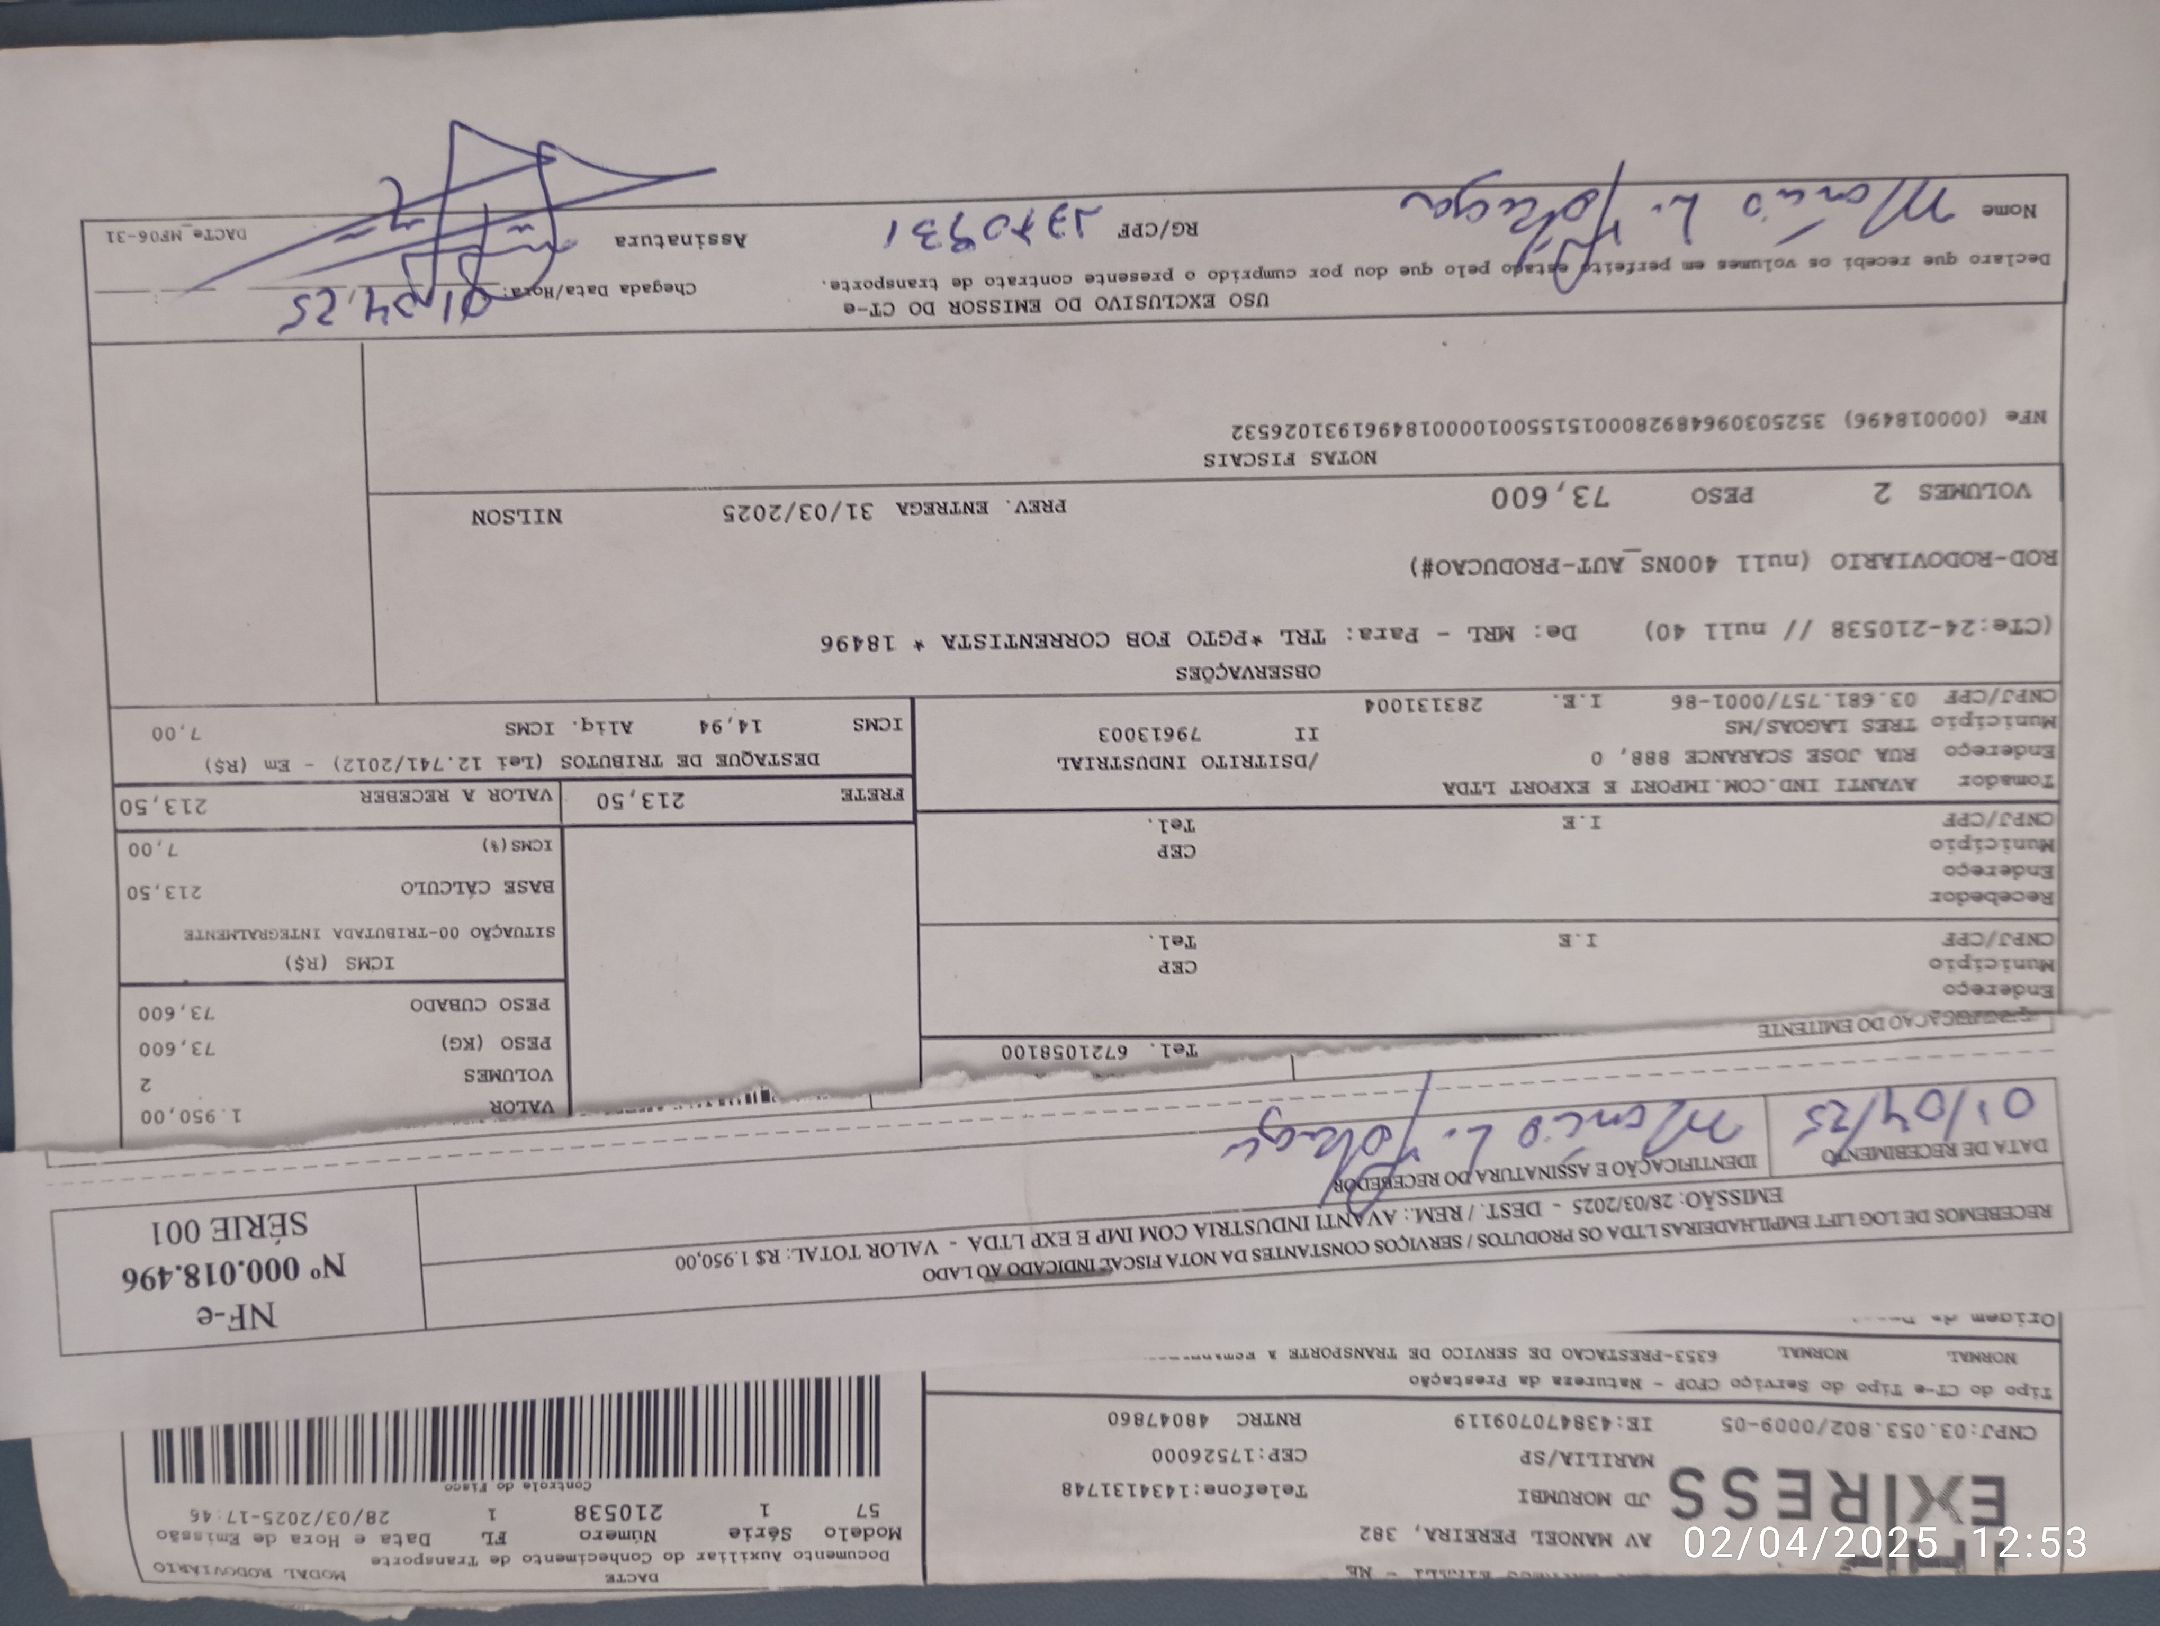 DACTE
MODAL RODOVIÁRIO
Documento Auxiliar do Conhecimento de Transporte
Modelo Série Número FL Data e Hora de Emissão
57 1 210538 1 28/03/2025-17:46
Controle do Fisco
AV MANOEL PEREIRA, 382
JD MORUMBI Telefone:1434131748
MARILIA/SP CEP:17526000
CNPJ:03.053.802/0009-05 IE:438470709119 RNTRC 48047860
Tipo do CT-e Tipo do Serviço CFOP - Natureza da Prestação
NORMAL NORMAL 6353-PRESTACAO DE SERVICO DE TRANSPORTE A
Origem da
RECEBEMOS DE LOG LIFT EMPILHADEIRAS LTDA OS PRODUTOS / SERVIÇOS CONSTANTES DA NOTA FISCAL INDICADO AO LADO
EMISSÃO: 28/03/2025 - DEST. / REM.: AVANTI INDUSTRIA COM IMP E EXP LTDA - VALOR TOTAL: R$ 1.950,00
NF-e
Nº 000.018.496
SÉRIE 001
DATA DE RECEBIMENTO
01/04/25
IDENTIFICAÇÃO E ASSINATURA DO RECEBEDOR
DO EMITENTE
Tel. 6721058100
VALOR 1.950,00
VOLUMES 2
PESO (KG) 73,600
PESO CUBADO 73,600
Endereço
Município CEP
CNPJ/CPF I.E Tel.
Recebedor
Endereço
Município CEP
CNPJ/CPF I.E Tel.
ICMS (R$)
SITUAÇÃO 00-TRIBUTADA INTEGRALMENTE
BASE CÁLCULO 213,50
ICMS(%) 7,00
Tomador AVANTI IND.COM.IMPORT E EXPORT LTDA
Endereço RUA JOSE SCARANCE 888, 0 /DSITRITO INDUSTRIAL
Município TRES LAGOAS/MS II 79613003
CNPJ/CPF 03.681.757/0001-86 I.E. 283131004
FRETE 213,50 VALOR A RECEBER 213,50
DESTAQUE DE TRIBUTOS (Lei 12.741/2012) - Em (R$)
ICMS 14,94 Aliq. ICMS 7,00
OBSERVAÇÕES
(CTe:24-210538 // null 40) De: MRL - Para: TRL *PGTO FOB CORRENTISTA * 18496
ROD-RODOVIARIO (null 400NS_AUT-PRODUCAO#)
VOLUMES 2 PESO 73,600 PREV. ENTREGA 31/03/2025 NILSON
NOTAS FISCAIS
NFe (000018496) 35250309648928000151550010000184961931026532
USO EXCLUSIVO DO EMISSOR DO CT-e
Declaro que recebi os volumes em perfeito estado pelo que dou por cumprido o presente contrato de transporte.
Chegada Data/Hora: 01/04/25
Nome
RG/CPF
Assinatura
DACTe_MF06-31
02/04/2025 12:53